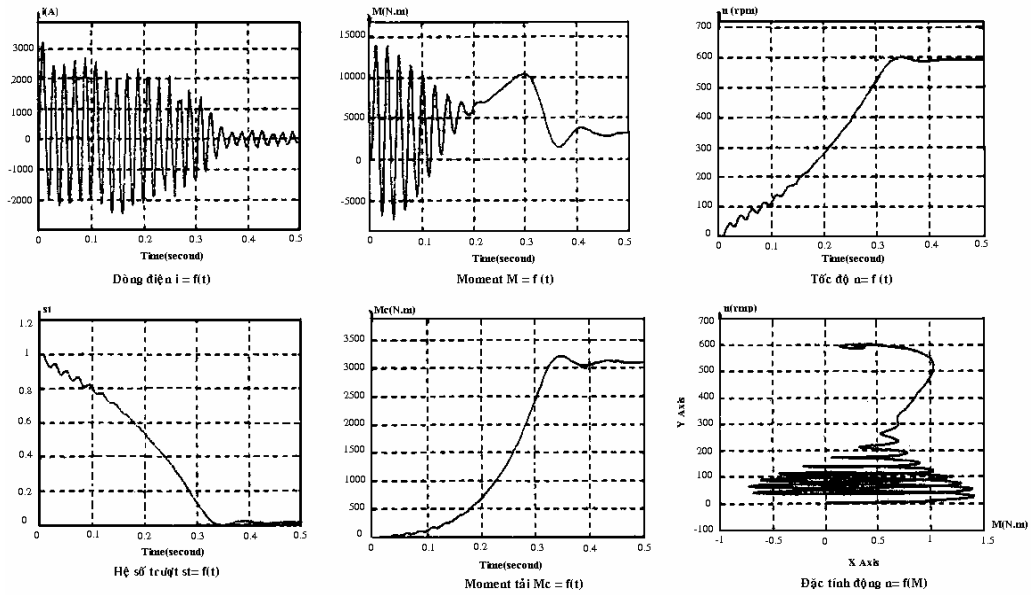 i(A)
3000
2000
1000
0
-1000
-2000
0 0.1 0.2 0.3 0.4 0.5
Time(second)
Dòng điện i = f(t)
M(N.m)
15000
10000
5000
0
-5000
0 0.1 0.2 0.3 0.4 0.5
Time(second)
Moment M = f (t)
n (rpm)
700
600
500
400
300
200
100
0
0 0.1 0.2 0.3 0.4 0.5
Time(second)
Tốc độ n= f (t)
st
1.2
1
0.8
0.6
0.4
0.2
0
0 0.1 0.2 0.3 0.4 0.5
Time(second)
Hệ số trượt st= f(t)
Mc(N.m)
3500
3000
2500
2000
1500
1000
500
0
0 0.1 0.2 0.3 0.4 0.5
Time(second)
Moment tải Mc = f(t)
n(rmp)
700
600
500
400
300
200
100
0
-100
Y Axis
-1 -0.5 0 0.5 1 1.5
M(N.m)
X Axis
Đặc tính động n= f(M)